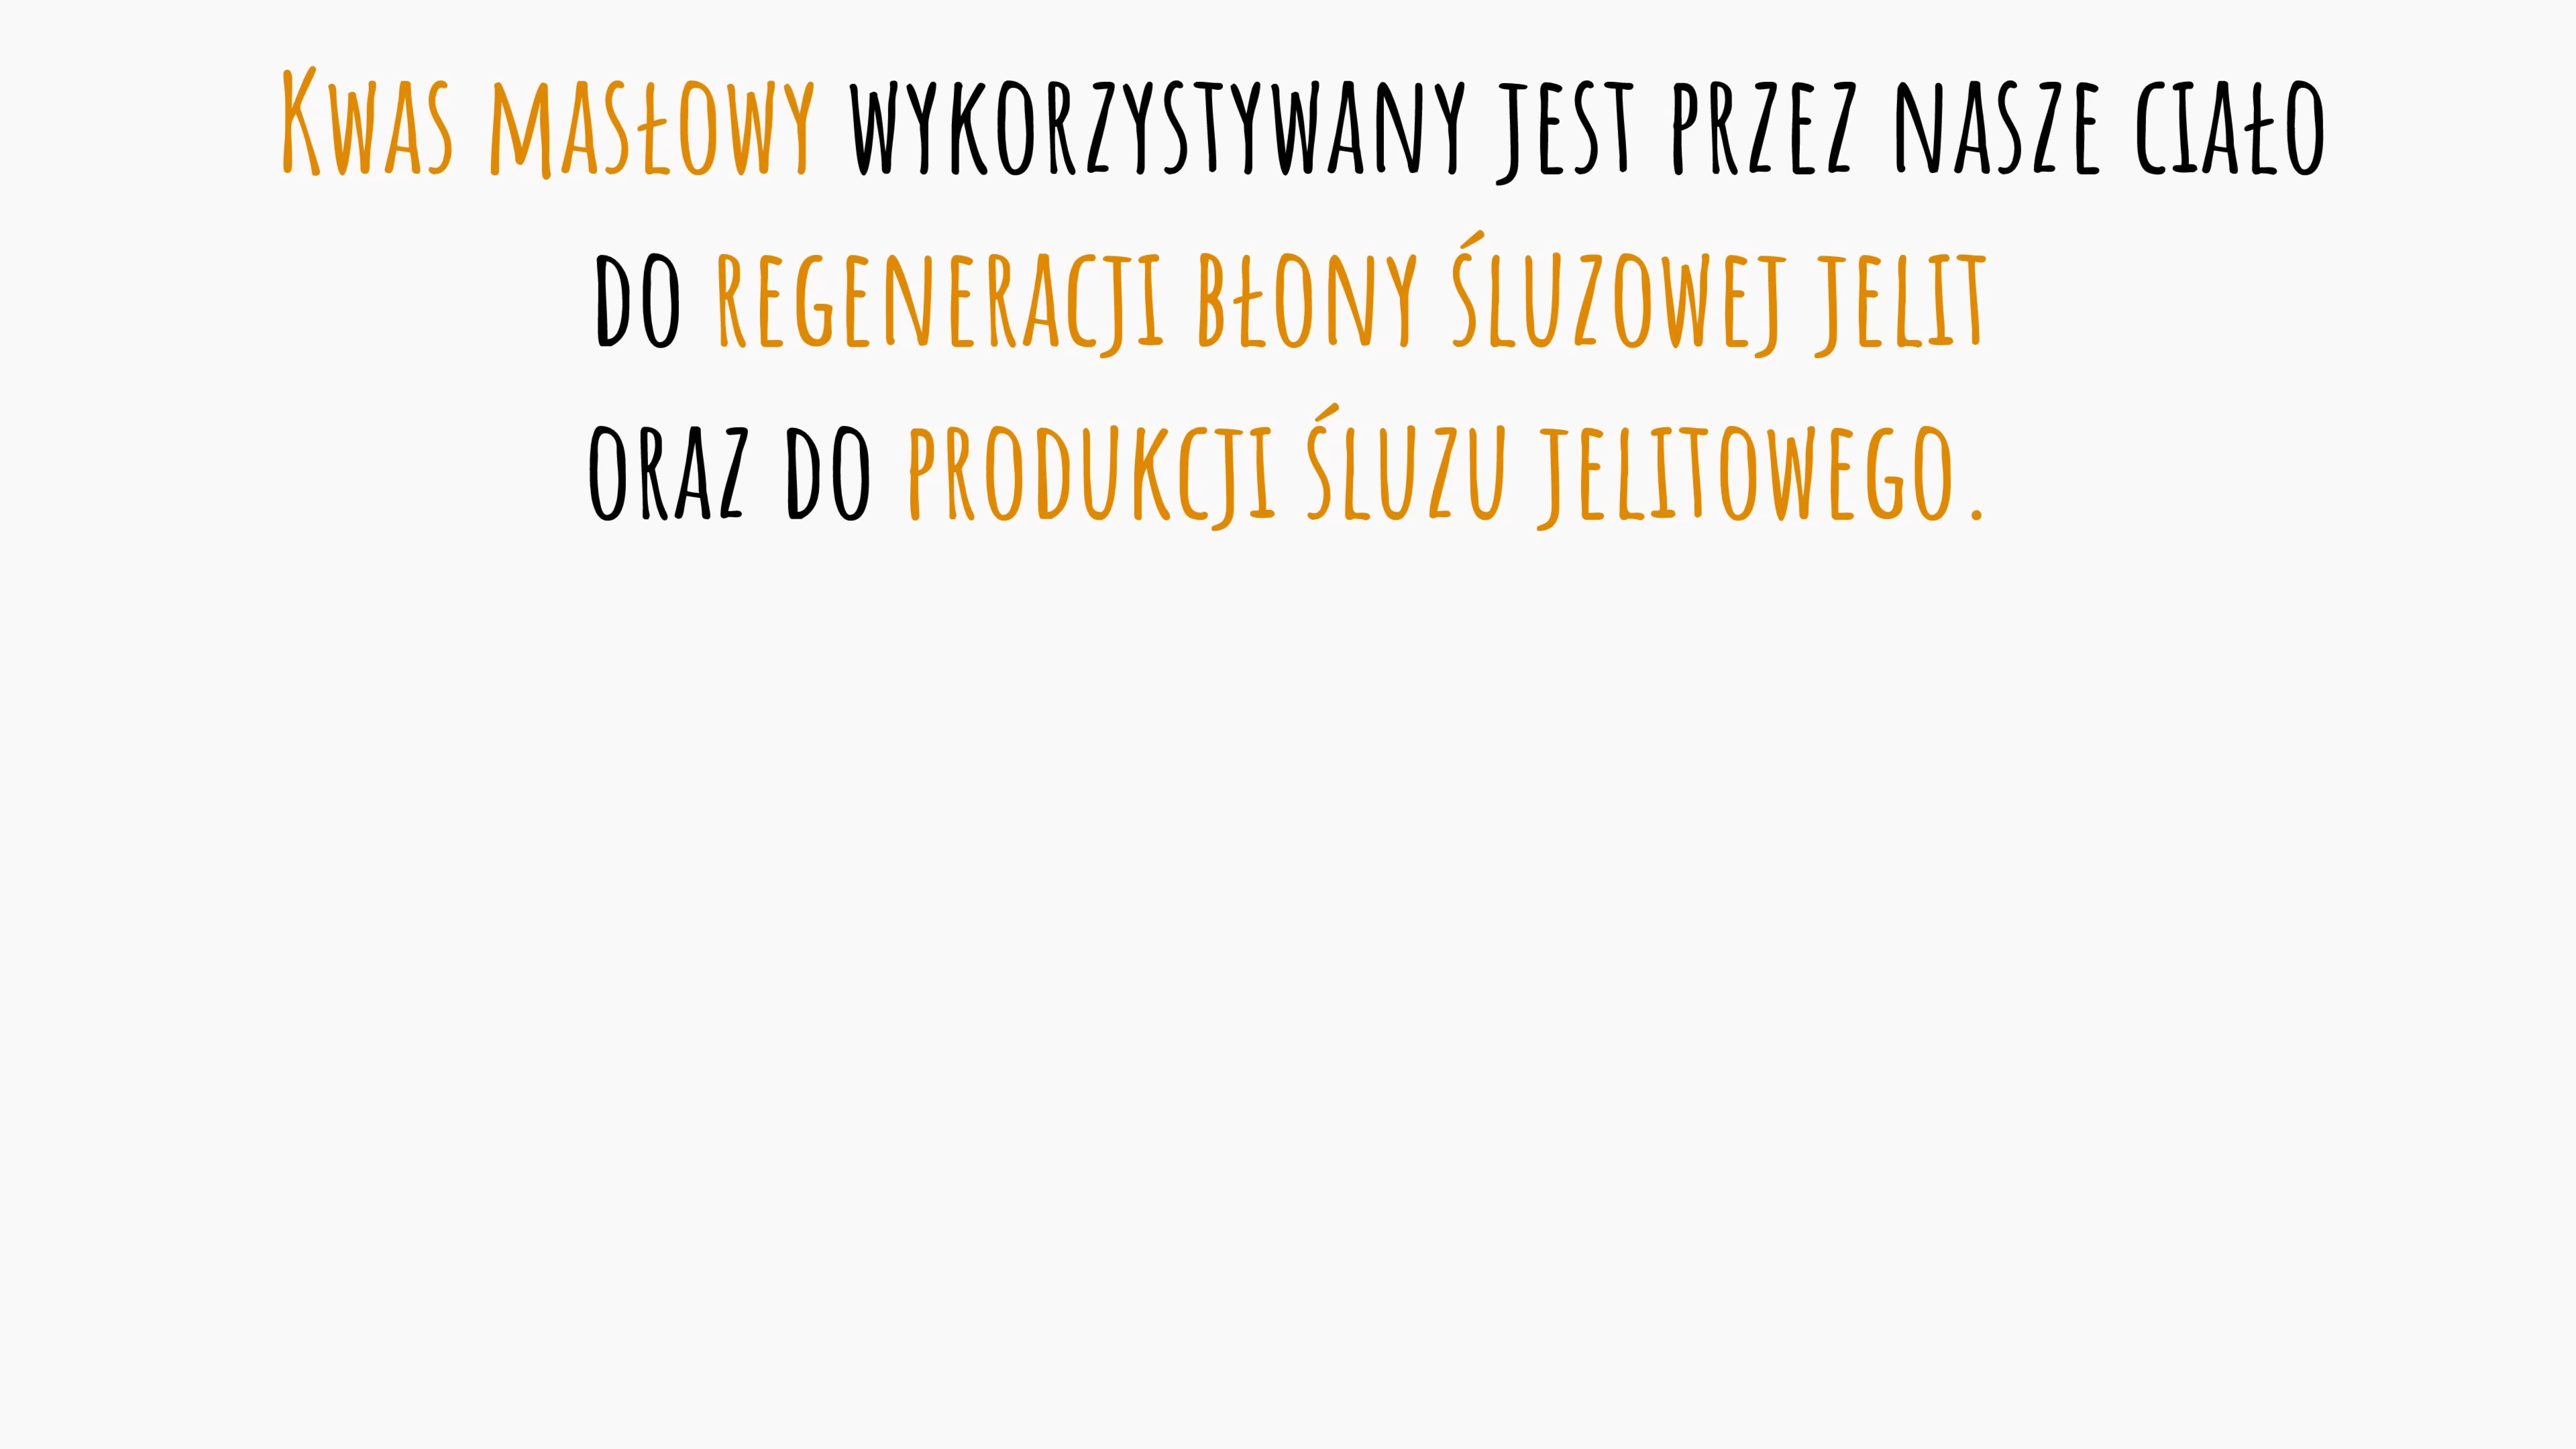 Kwas masłowy wykorzystywany jest przez nasze ciało
do regeneracji błony śluzowej jelit
oraz do produkcji śluzu jelitowego.